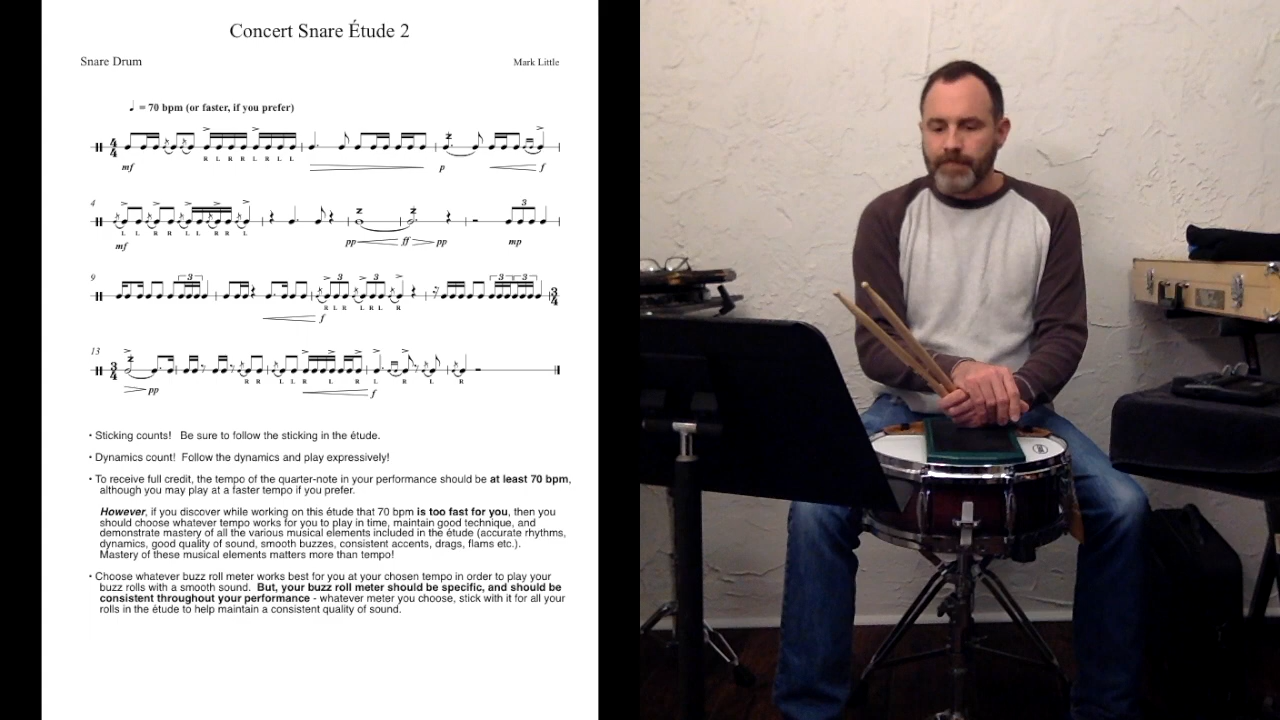 Concert Snare Étude 2
Snare Drum
Mark Little
♩ = 70 bpm (or faster, if you prefer)
R L R R L R L L
mf
p
f
4
3
L L R R L L R R L
mf
pp ff pp mp
9
3 3 3 3 3
R L R L R L R
f
13
R R L L R L R L R L R
pp
f
• Sticking counts! Be sure to follow the sticking in the étude.
• Dynamics count! Follow the dynamics and play expressively!
• To receive full credit, the tempo of the quarter-note in your performance should be at least 70 bpm,
although you may play at a faster tempo if you prefer.
However, if you discover while working on this étude that 70 bpm is too fast for you, then you
should choose whatever tempo works for you to play in time, maintain good technique, and
demonstrate mastery of all the various musical elements included in the étude (accurate rhythms,
dynamics, good quality of sound, smooth buzzes, consistent accents, drags, flams etc.).
Mastery of these musical elements matters more than tempo!
• Choose whatever buzz roll meter works best for you at your chosen tempo in order to play your
buzz rolls with a smooth sound. But, your buzz roll meter should be specific, and should be
consistent throughout your performance - whatever meter you choose, stick with it for all your
rolls in the étude to help maintain a consistent quality of sound.